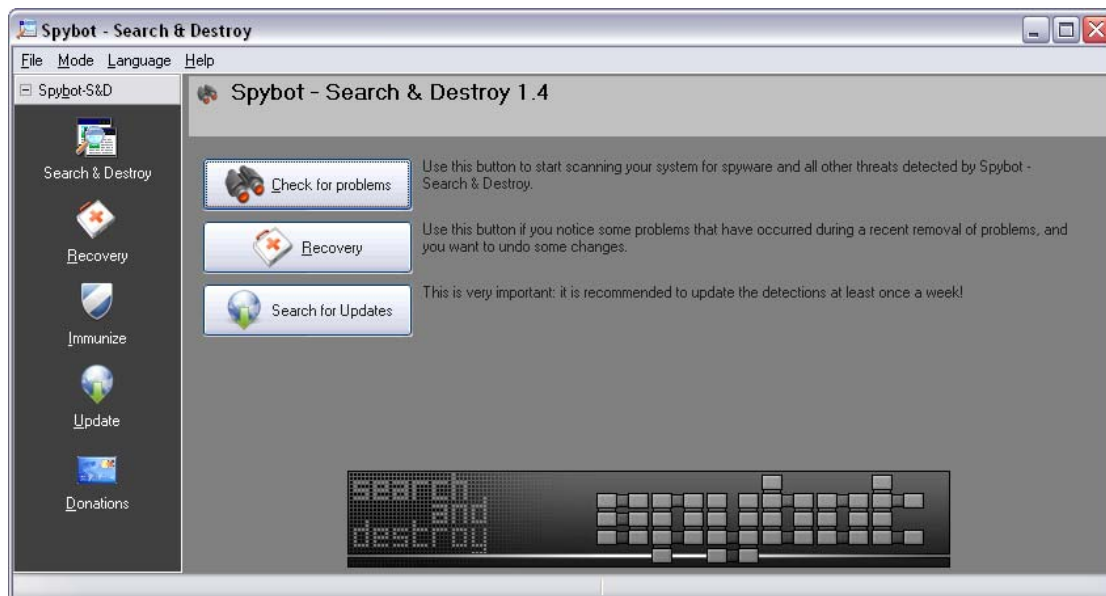 Spybot - Search & Destroy
File Mode Language Help
Spybot-S&D
Search & Destroy
Recovery
Immunize
Update
Donations
Spybot - Search & Destroy 1.4
Check for problems
Use this button to start scanning your system for spyware and all other threats detected by Spybot -
Search & Destroy.
Recovery
Use this button if you notice some problems that have occurred during a recent removal of problems, and
you want to undo some changes.
Search for Updates
This is very important: it is recommended to update the detections at least once a week!
search
and
destroy
spybot